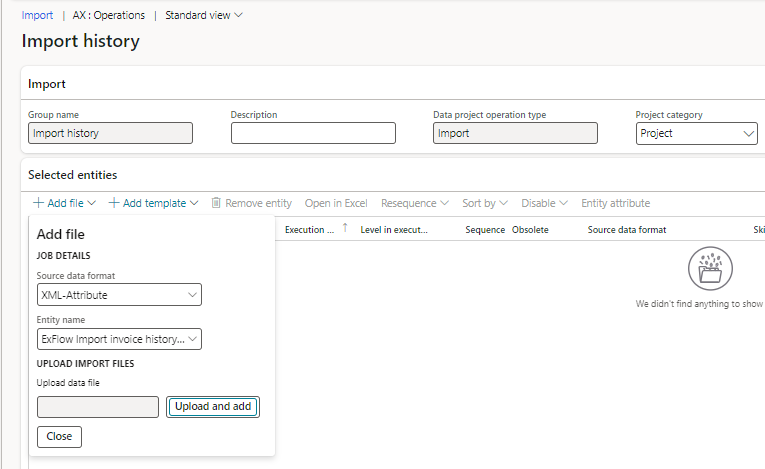 Import | AX : Operations | Standard view
Import history
Import
Group name Description Data project operation type Project category
Import history Import Project
Selected entities
Add file Add template Remove entity Open in Excel Resequence Sort by Disable Entity attribute
Execution ... Level in execut... Sequence Obsolete Source data format Ski
Add file
JOB DETAILS
Source data format
XML-Attribute
Entity name
We didn't find anything to show
ExFlow Import invoice history...
UPLOAD IMPORT FILES
Upload data file
Upload and add
Close